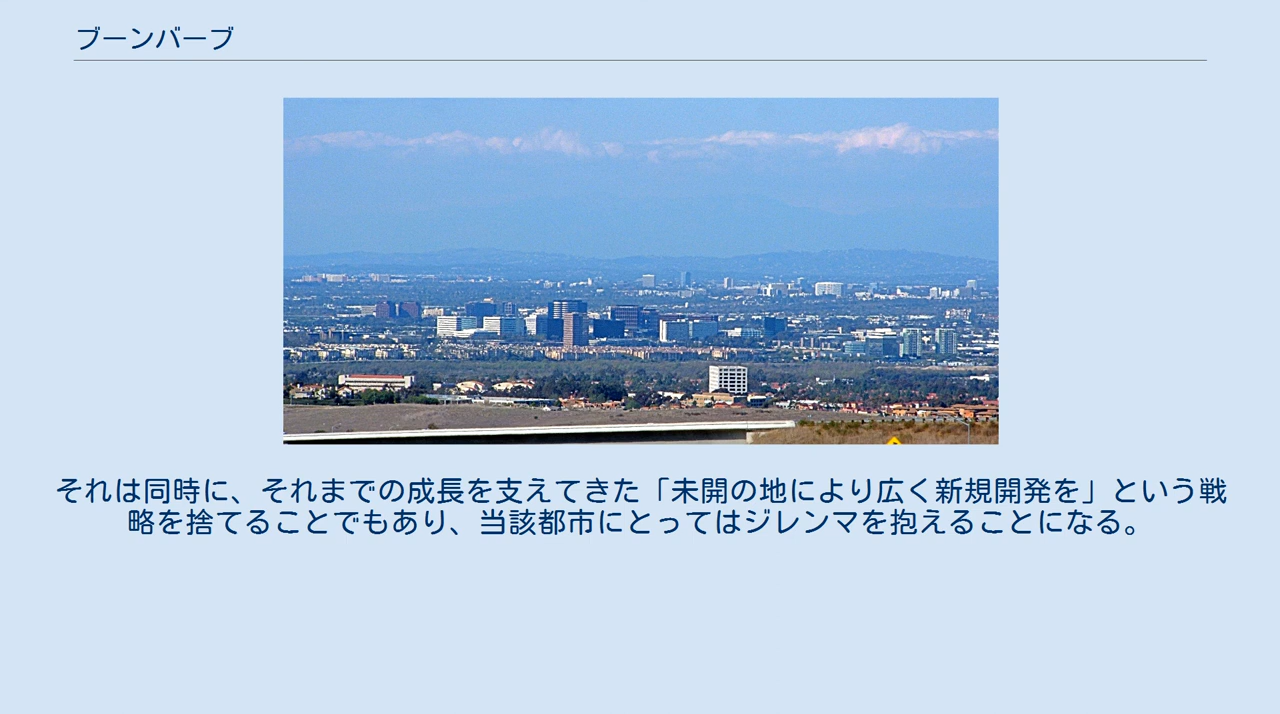 ブーンバーブ
それは同時に、それまでの成長を支えてきた「未開の地により広く新規開発を」という戦
略を捨てることでもあり、当該都市にとってはジレンマを抱えることになる。